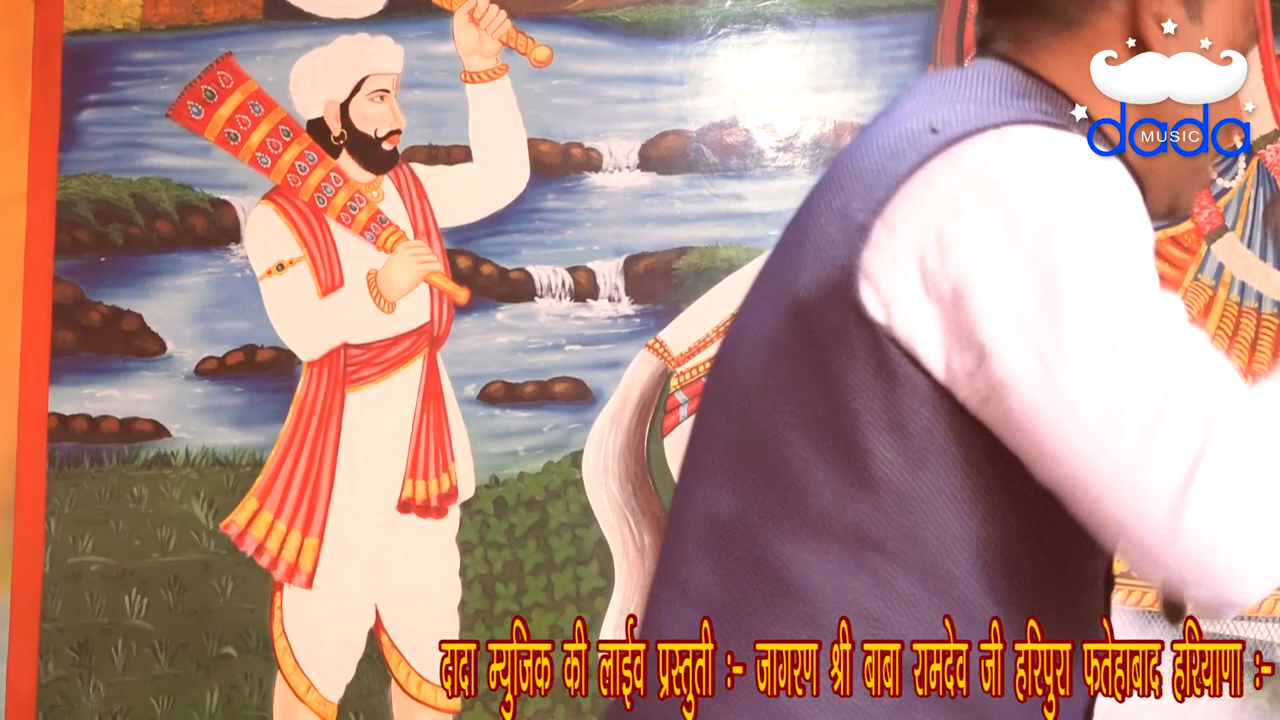 dada
MUSIC
दादा म्युजिक की लाईव प्रस्तुती :- जागरण श्री बाबा रामदेव जी हरिपुरा फतेहाबाद हरियाणा :-